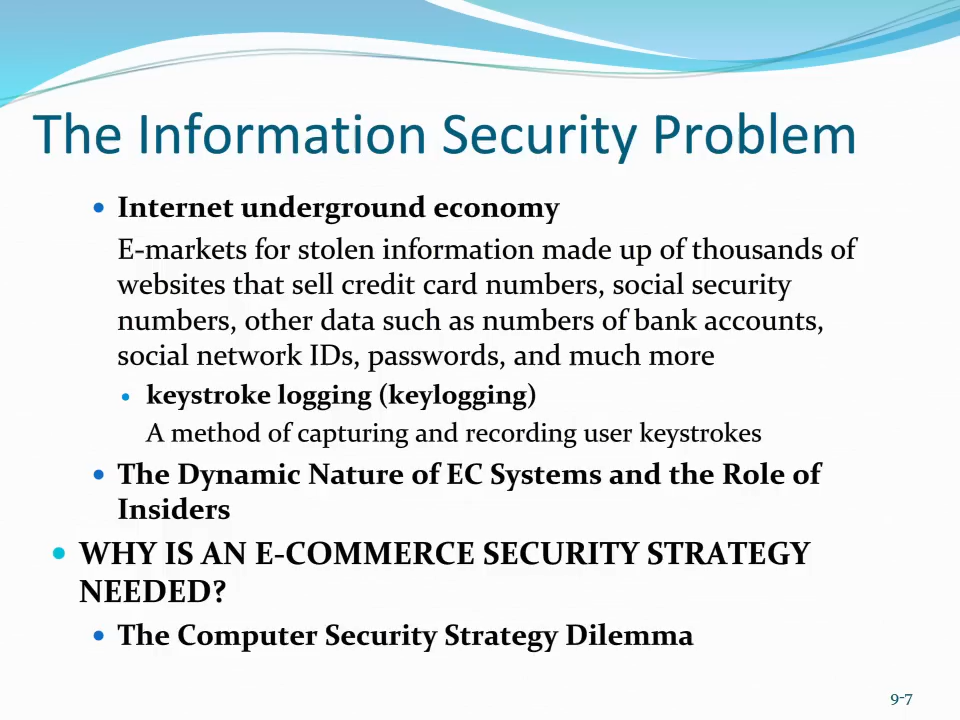 The Information Security Problem
• Internet underground economy
E-markets for stolen information made up of thousands of
websites that sell credit card numbers, social security
numbers, other data such as numbers of bank accounts,
social network IDs, passwords, and much more
• keystroke logging (keylogging)
A method of capturing and recording user keystrokes
• The Dynamic Nature of EC Systems and the Role of
Insiders
• WHY IS AN E-COMMERCE SECURITY STRATEGY
NEEDED?
• The Computer Security Strategy Dilemma
9-7